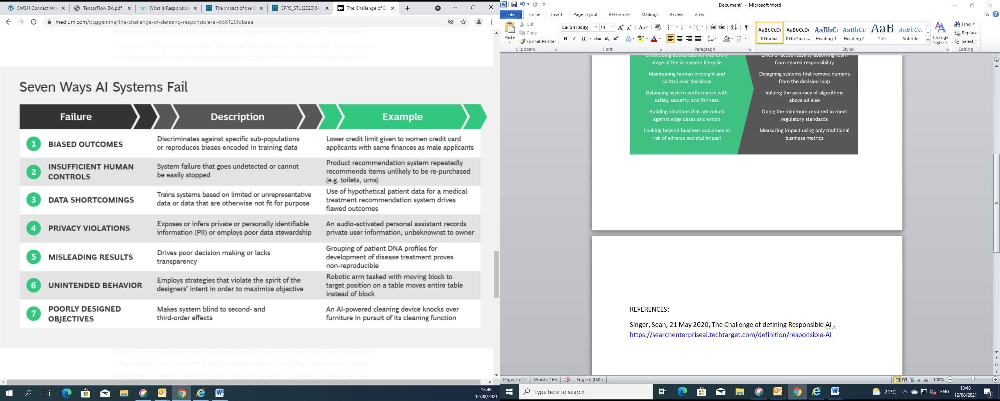 SWBH Connect Whe
TensorFlow DA.pdf
What is Responsible
The impact of the G
EPRS_STU(2020)641
The Challenge of D
medium.com/bcggamma/the-challenge-of-defining-responsible-ai-858120fdbaaa
rather than hypothetical patient data to prevent the harm of inaccurate
diagnoses. Reputational and financial damage can be avoided when firms
unambiguously notify users that their data is being collected and may be
Seven Ways AI Systems Fail
Failure Description Example
1 BIASED OUTCOMES
Discriminates against specific sub-populations
or reproduces biases encoded in training data
Lower credit limit given to women credit card
applicants with same finances as male applicants
2 INSUFFICIENT HUMAN
CONTROLS
System failure that goes undetected or cannot
be easily stopped
Product recommendation system repeatedly
recommends items unlikely to be re-purchased
(e.g. toilets, urns)
3 DATA SHORTCOMINGS
Trains systems based on limited or unrepresentative
data or data that are otherwise not fit for purpose
Use of hypothetical patient data for a medical
treatment recommendation system drives
flawed outcomes
4 PRIVACY VIOLATIONS
Exposes or infers private or personally identifiable
information (PII) or employs poor data stewardship
An audio-activated personal assistant records
private user information, unbeknownst to owner
5 MISLEADING RESULTS
Drives poor decision making or lacks
transparency
Grouping of patient DNA profiles for
development of disease treatment proves
non-reproducible
6 UNINTENDED BEHAVIOR
Employs strategies that violate the spirit of the
designers' intent in order to maximize objective
Robotic arm tasked with moving block to
target position on a table moves entire table
instead of block
7 POORLY DESIGNED
OBJECTIVES
Makes system blind to second- and
third-order effects
An AI-powered cleaning device knocks over
furniture in pursuit of its cleaning function
While our definition may sound formidable, we believe that delivering AI
responsibly is achievable for all organizations. And implementation does
not mean missing out on the business value AI can achieve. This is not an
13:48
12/08/2021
Document1 - Microsoft Word
File Home Insert Page Layout References Mailings Review View
Paste
Cut
Copy
Format Painter
Clipboard
Calibri (Body) 14
Font
Paragraph
AaBbCcDc AaBbCcDc AaBbC AaBbCc AaB AaBbCc.
¶ Normal ¶ No Spaci... Heading 1 Heading 2 Title Subtitle
Change
Styles
Styles
Find
Replace
Select
Editing
Embedding accountability into every
stage of the AI system lifecycle
Maintaining human oversight and
control over decisions
Balancing system performance with
safety, security, and fairness
Building solutions that are robust
against edge cases and errors
Looking beyond business outcomes to
risk of adverse societal impact
Lines of accountability absolving team
from shared responsibility
Designing systems that remove humans
from the decision loop
Valuing the accuracy of algorithms
above all else
Doing the minimum required to meet
regulatory standards
Measuring impact using only traditional
business metrics
REFERENCES:
Singer, Sean, 21 May 2020, The Challenge of defining Responsible AI ,
https://searchenterpriseai.techtarget.com/definition/responsible-AI
Page: 2 of 2 Words: 166 English (U.K.) 100%
Type here to search
21°C ENG
13:48
12/08/2021